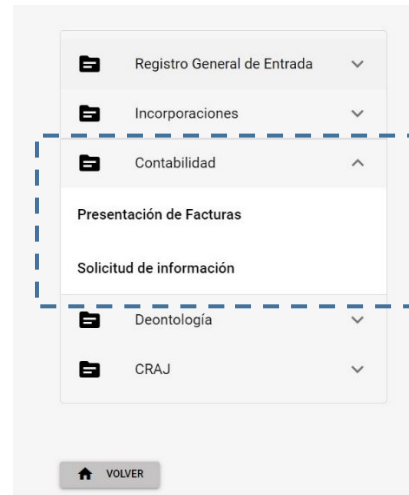 Registro General de Entrada
Incorporaciones
Contabilidad
Presentación de Facturas
Solicitud de información
Deontología
CRAJ
VOLVER